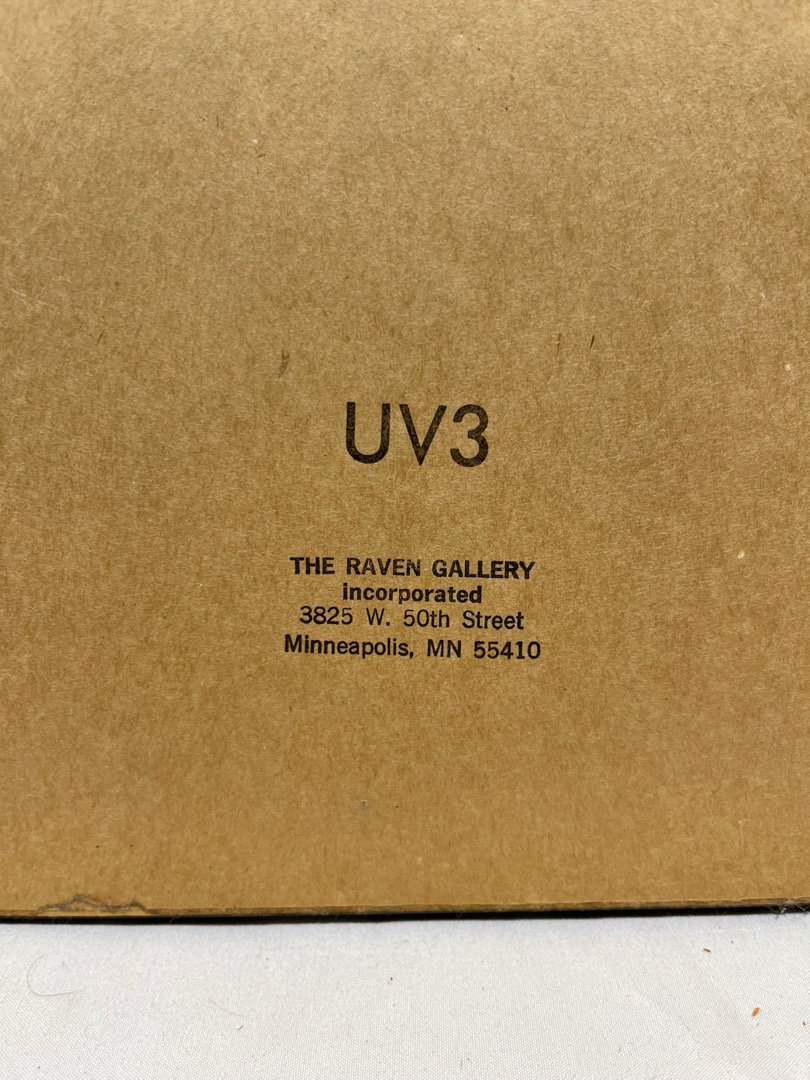 UV3
THE RAVEN GALLERY
incorporated
3825 W. 50th Street
Minneapolis, MN 55410